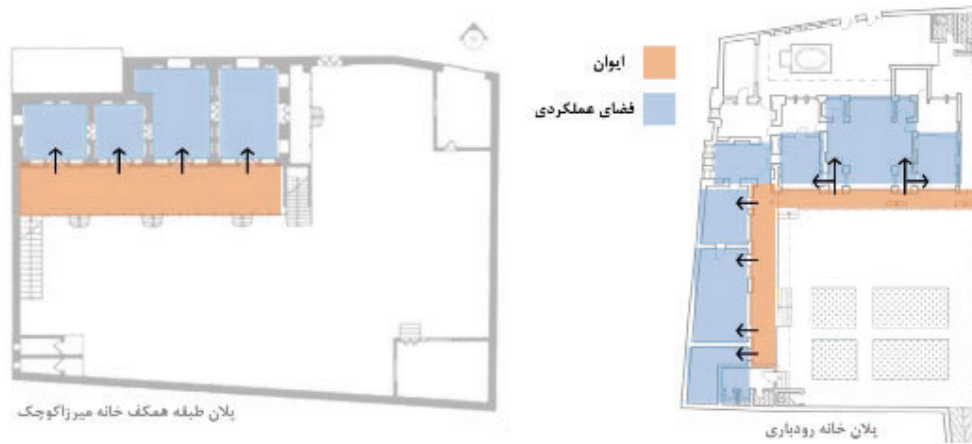 ایوان
فضای عملکردی
پلان طبقه همکف خانه میرزاکوچک
پلان خانه رودباری